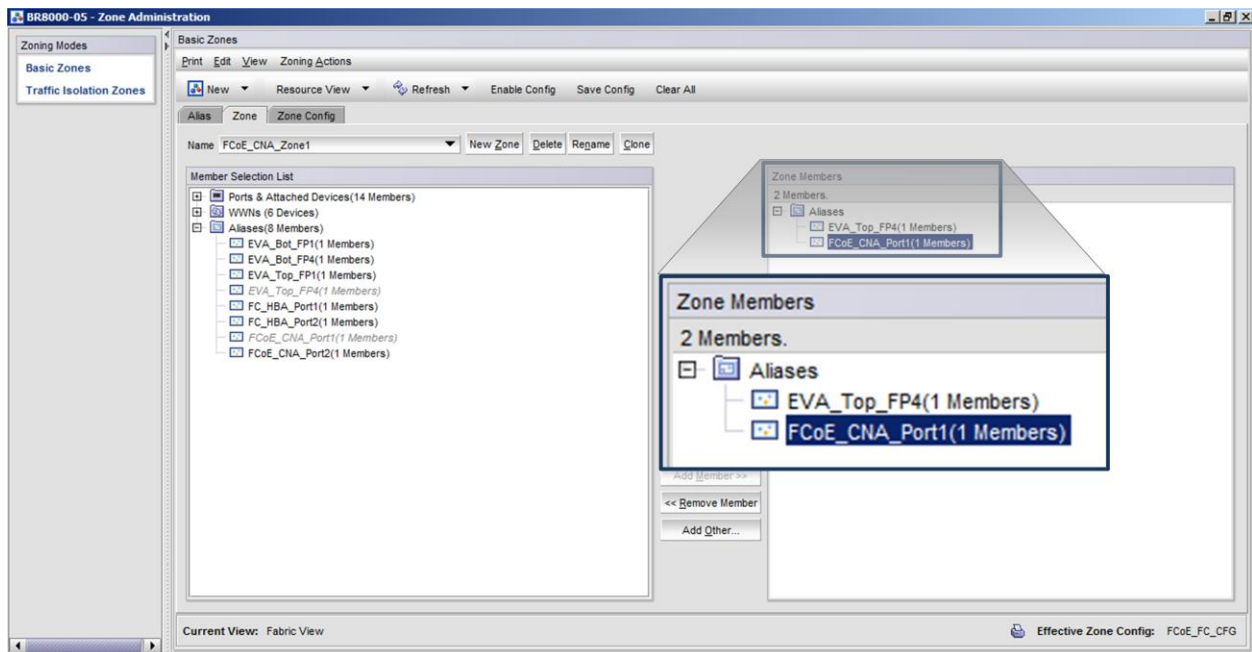 BR8000-05 - Zone Administration
Zoning Modes
Basic Zones
Traffic Isolation Zones
Basic Zones
Print Edit View Zoning Actions
New Resource View Refresh Enable Config Save Config Clear All
Alias Zone Zone Config
Name FCoE_CNA_Zone1 New Zone Delete Rename Clone
Member Selection List
Ports & Attached Devices(14 Members)
WWNs (6 Devices)
Aliases(8 Members)
EVA_Bot_FP1(1 Members)
EVA_Bot_FP4(1 Members)
EVA_Top_FP1(1 Members)
EVA_Top_FP4(1 Members)
FC_HBA_Port1(1 Members)
FC_HBA_Port2(1 Members)
FCoE_CNA_Port1(1 Members)
FCoE_CNA_Port2(1 Members)
Zone Members
2 Members.
Aliases
EVA_Top_FP4(1 Members)
FCoE_CNA_Port1(1 Members)
Zone Members
2 Members.
Aliases
EVA_Top_FP4(1 Members)
FCoE_CNA_Port1(1 Members)
Add Member >>
<< Remove Member
Add Other...
Current View: Fabric View
Effective Zone Config: FCoE_FC_CFG